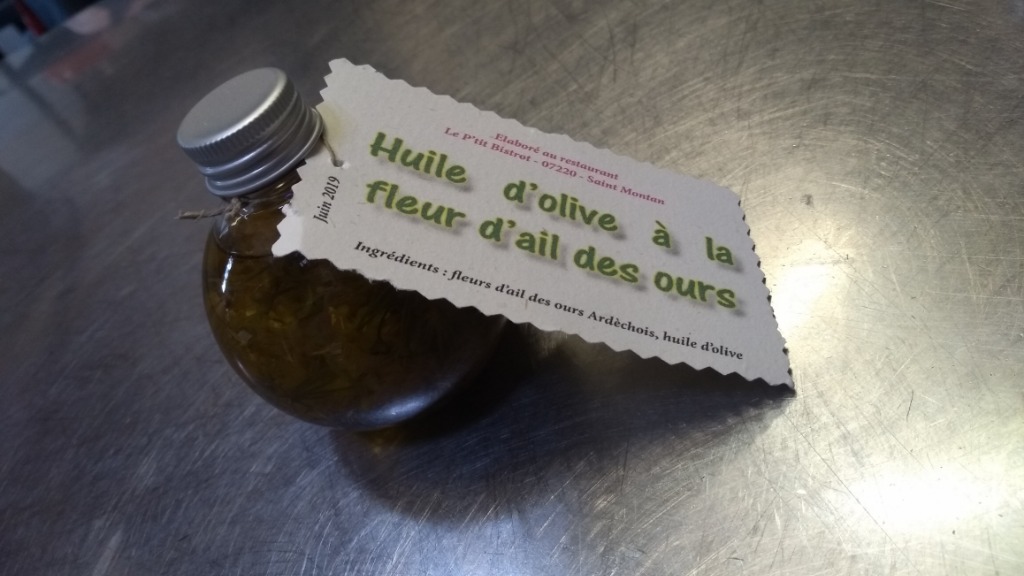 Elaboré au restaurant
Le P'tit Bistrot - 07220 - Saint Montan
Huile d'olive à la
fleur d'ail des ours
Ingrédients : fleurs d'ail des ours Ardèchois, huile d'olive
Juin 2019